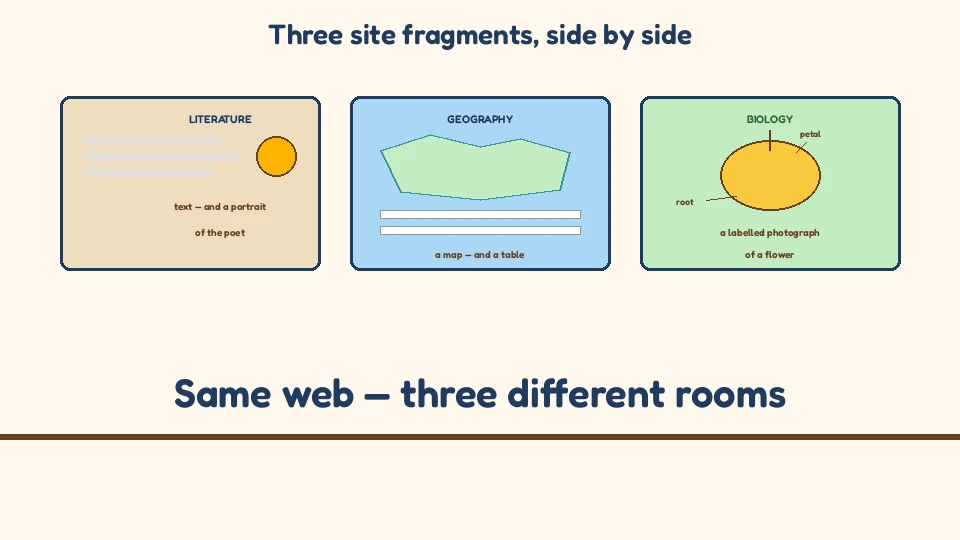 Three site fragments, side by side
LITERATURE
text — and a portrait
of the poet
GEOGRAPHY
a map — and a table
BIOLOGY
petal
root
a labelled photograph
of a flower
Same web — three different rooms